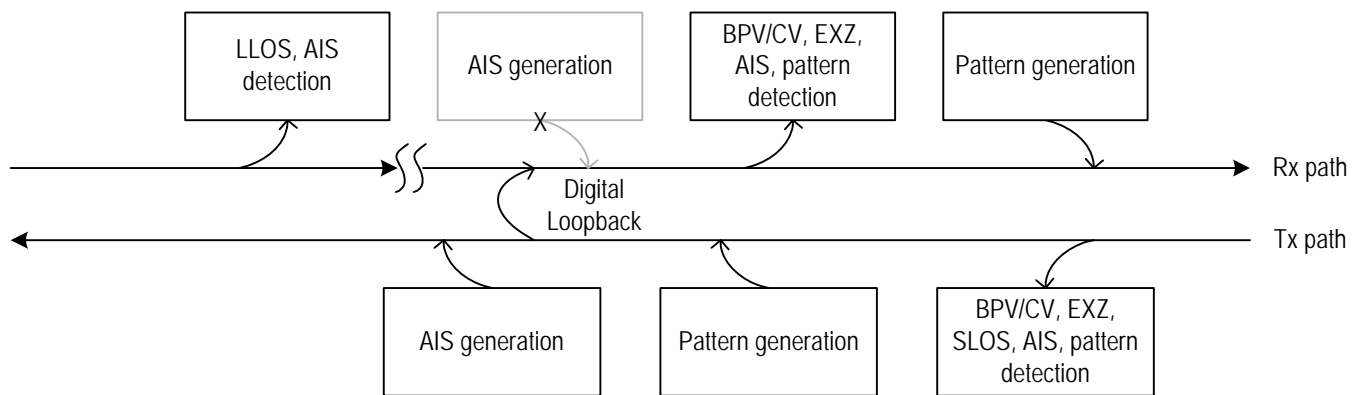 LLOS, AIS
detection
AIS generation
BPV/CV, EXZ,
AIS, pattern
detection
Pattern generation
X
Rx path
Digital
Loopback
Tx path
AIS generation
Pattern generation
BPV/CV, EXZ,
SLOS, AIS, pattern
detection